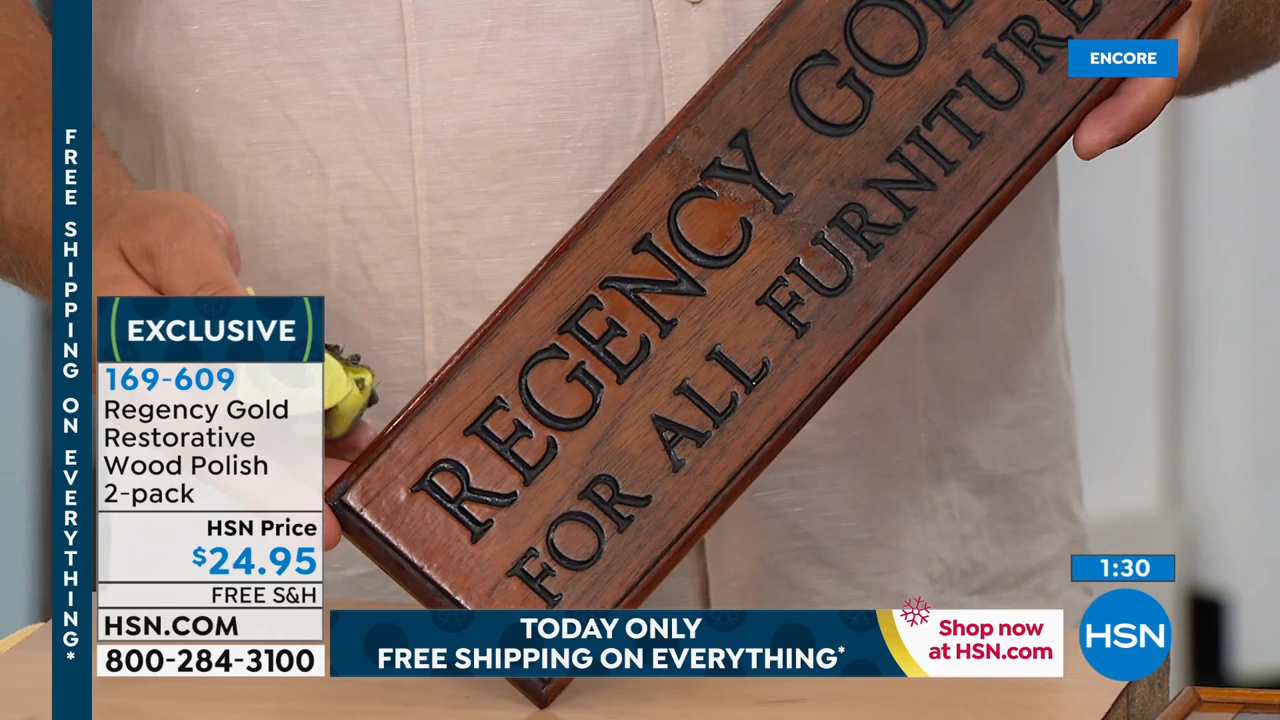 FREE SHIPPING ON EVERYTHING*
ENCORE
REGENCY GOL
FOR ALL FURNITURE
EXCLUSIVE
169-609
Regency Gold
Restorative
Wood Polish
2-pack
HSN Price
$24.95
FREE S&H
HSN.COM
800-284-3100
TODAY ONLY
FREE SHIPPING ON EVERYTHING*
Shop now
at HSN.com
1:30
HSN